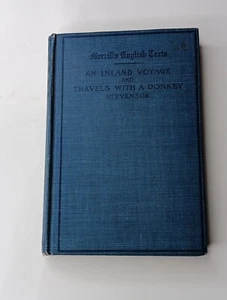 Merrill's English Texts
AN INLAND VOYAGE
AND
TRAVELS WITH A DONKEY
STEVENSON